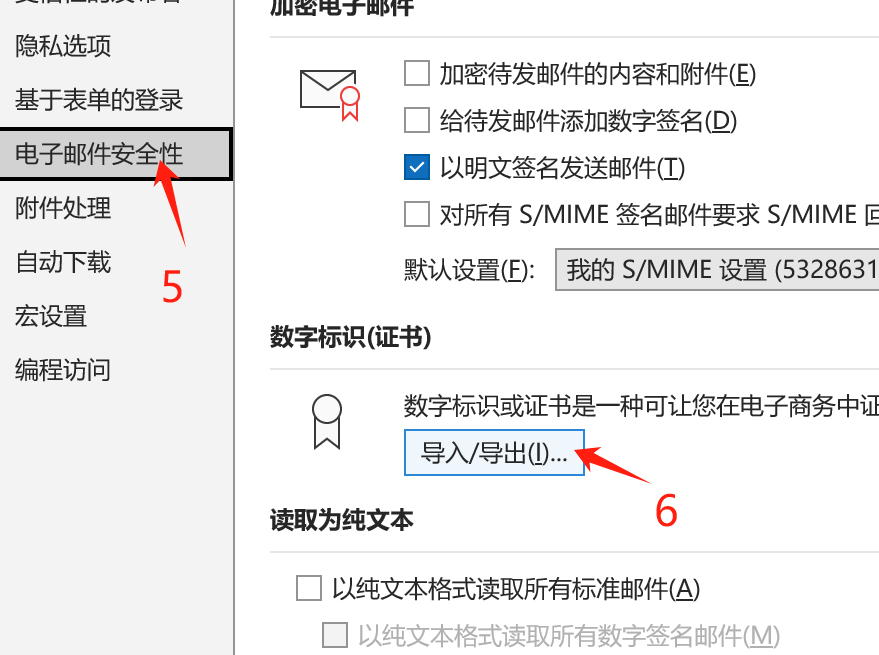 加密电子邮件
隐私选项
加密待发邮件的内容和附件(E)
基于表单的登录
给待发邮件添加数字签名(D)
电子邮件安全性
以明文签名发送邮件(T)
附件处理
对所有 S/MIME 签名邮件要求 S/MIME 回
自动下载
默认设置(F):
我的 S/MIME 设置 (5328631
5
宏设置
数字标识(证书)
编程访问
数字标识或证书是一种可让您在电子商务中证
导入/导出(I)...
6
读取为纯文本
以纯文本格式读取所有标准邮件(A)
以纯文本格式读取所有数字签名邮件(M)